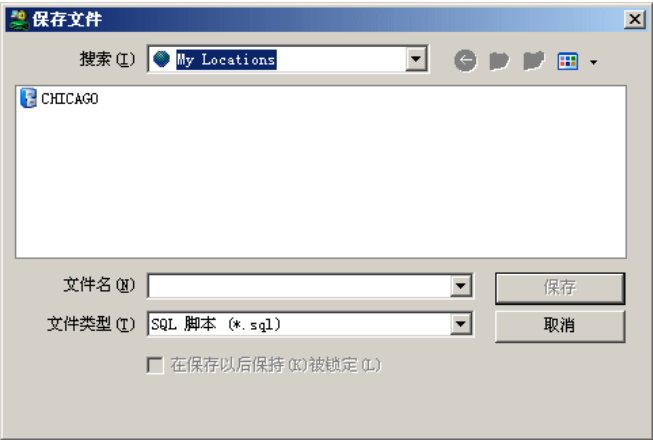 保存文件
搜索(I) My Locations
CHICAGO
文件名(N)
保存
文件类型(T) SQL 脚本 (*.sql)
取消
在保存以后保持(K)被锁定(L)